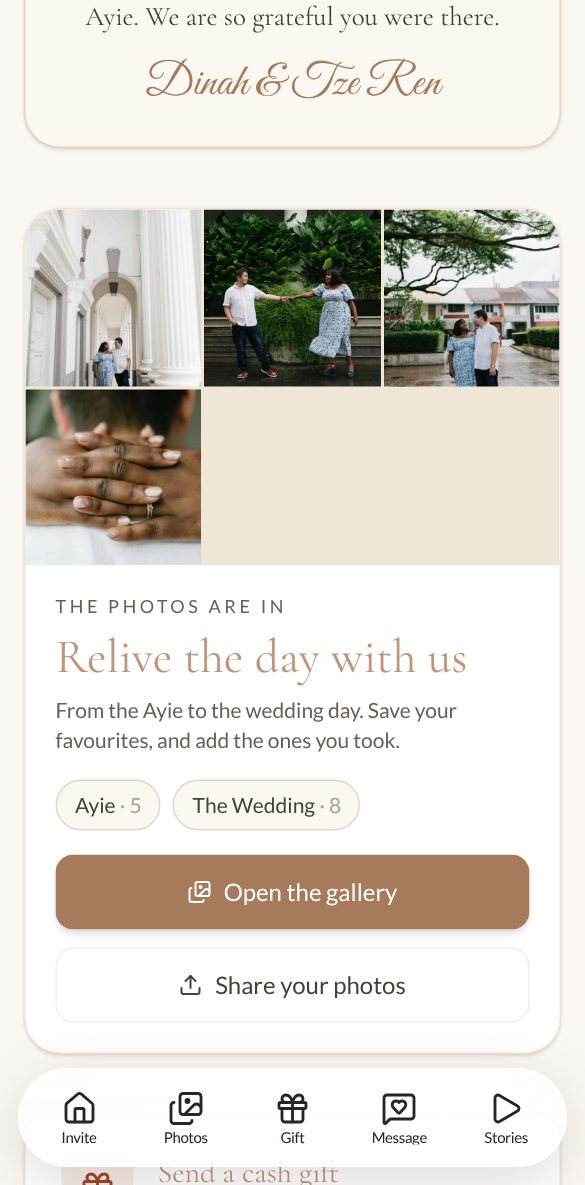 Ayie. We are so grateful you were there.
Dinah & Tze Ren
THE PHOTOS ARE IN
Relive the day with us
From the Ayie to the wedding day. Save your
favourites, and add the ones you took.
Ayie · 5
The Wedding · 8
Open the gallery
Share your photos
Invite
Photos
Gift
Message
Stories
Send a cash gift